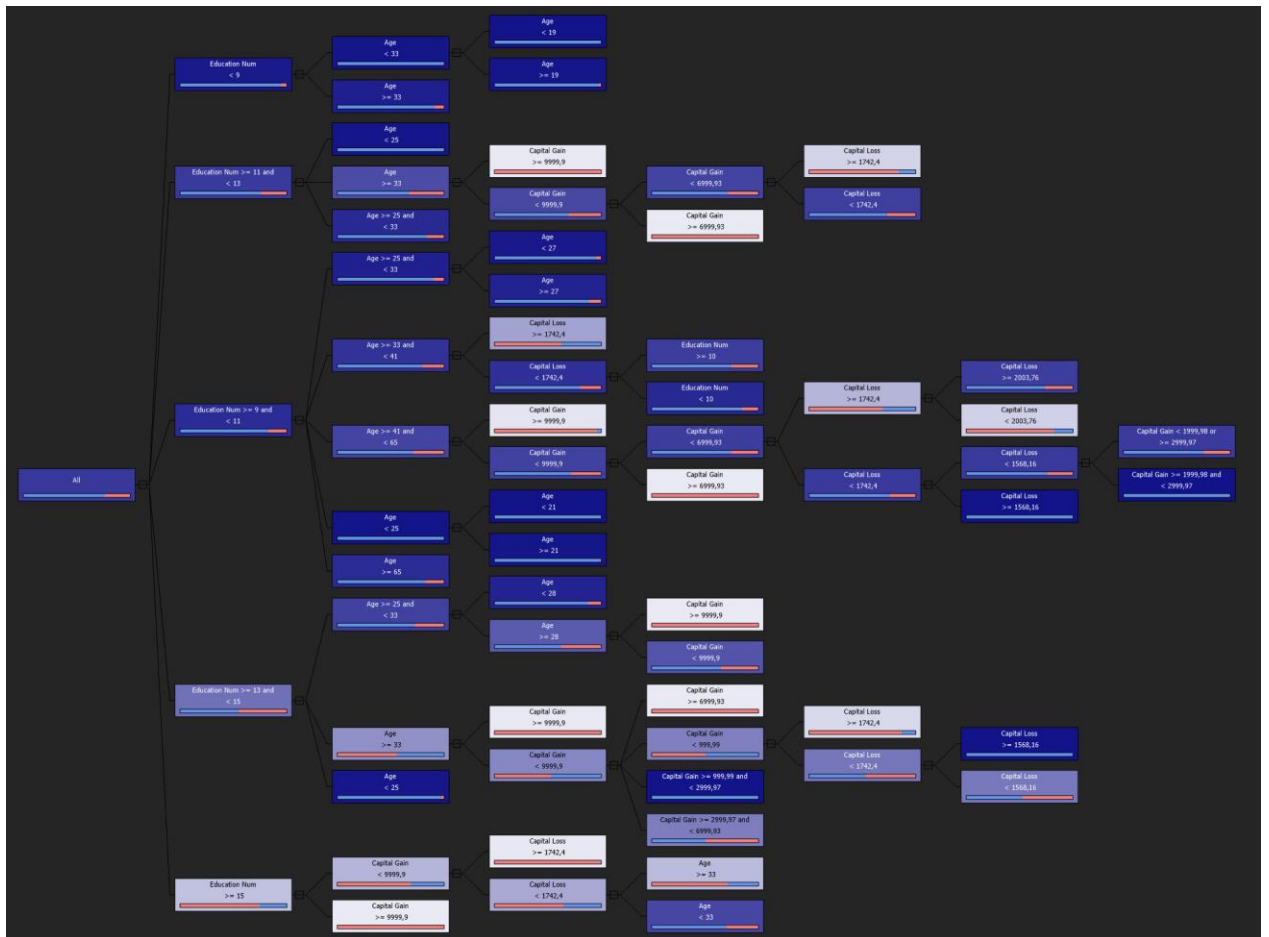 All
Education Num
< 9
Education Num >= 11 and
< 13
Education Num >= 9 and
< 11
Education Num >= 13 and
< 15
Education Num
>= 15
Age
< 33
Age
>= 33
Age
< 25
Age
>= 33
Age >= 25 and
< 33
Age >= 25 and
< 33
Age >= 33 and
< 41
Age >= 41 and
< 65
Age
< 25
Age
>= 65
Age >= 25 and
< 33
Age
>= 33
Age
< 25
Capital Gain
< 9999,9
Capital Gain
>= 9999,9
Age
< 19
Age
>= 19
Capital Gain
>= 9999,9
Capital Gain
< 9999,9
Age
< 27
Age
>= 27
Capital Loss
>= 1742,4
Capital Loss
< 1742,4
Capital Gain
>= 9999,9
Capital Gain
< 9999,9
Age
< 21
Age
>= 21
Age
< 28
Age
>= 28
Capital Gain
>= 9999,9
Capital Gain
< 9999,9
Capital Loss
>= 1742,4
Capital Loss
< 1742,4
Capital Gain
< 6999,93
Capital Gain
>= 6999,93
Education Num
>= 10
Education Num
< 10
Capital Gain
< 6999,93
Capital Gain
>= 6999,93
Capital Gain
>= 9999,9
Capital Gain
< 9999,9
Capital Gain
>= 6999,93
Capital Gain
< 999,99
Capital Gain >= 999,99 and
< 2999,97
Capital Gain >= 2999,97 and
< 6999,93
Age
>= 33
Age
< 33
Capital Loss
>= 1742,4
Capital Loss
< 1742,4
Capital Loss
>= 1742,4
Capital Loss
< 1742,4
Capital Loss
>= 1742,4
Capital Loss
< 1742,4
Capital Loss
>= 2003,76
Capital Loss
< 2003,76
Capital Loss
< 1568,16
Capital Loss
>= 1568,16
Capital Loss
>= 1568,16
Capital Loss
< 1568,16
Capital Gain < 1999,98 or
>= 2999,97
Capital Gain >= 1999,98 and
< 2999,97